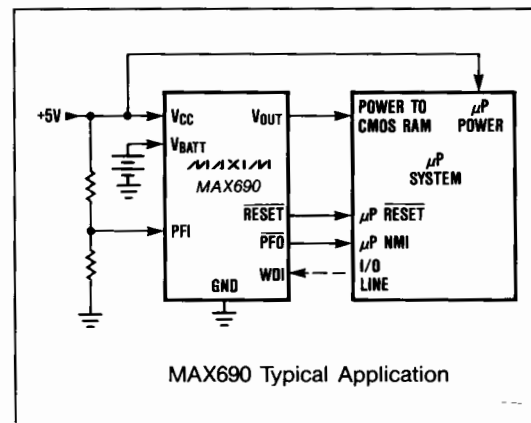 +5V
VCC
VBATT
MAXIM
MAX690
PFI
GND
VOUT
RESET
PFO
WDI
POWER TO
CMOS RAM
μP
POWER
μP
SYSTEM
μP RESET
μP NMI
I/O
LINE
MAX690 Typical Application